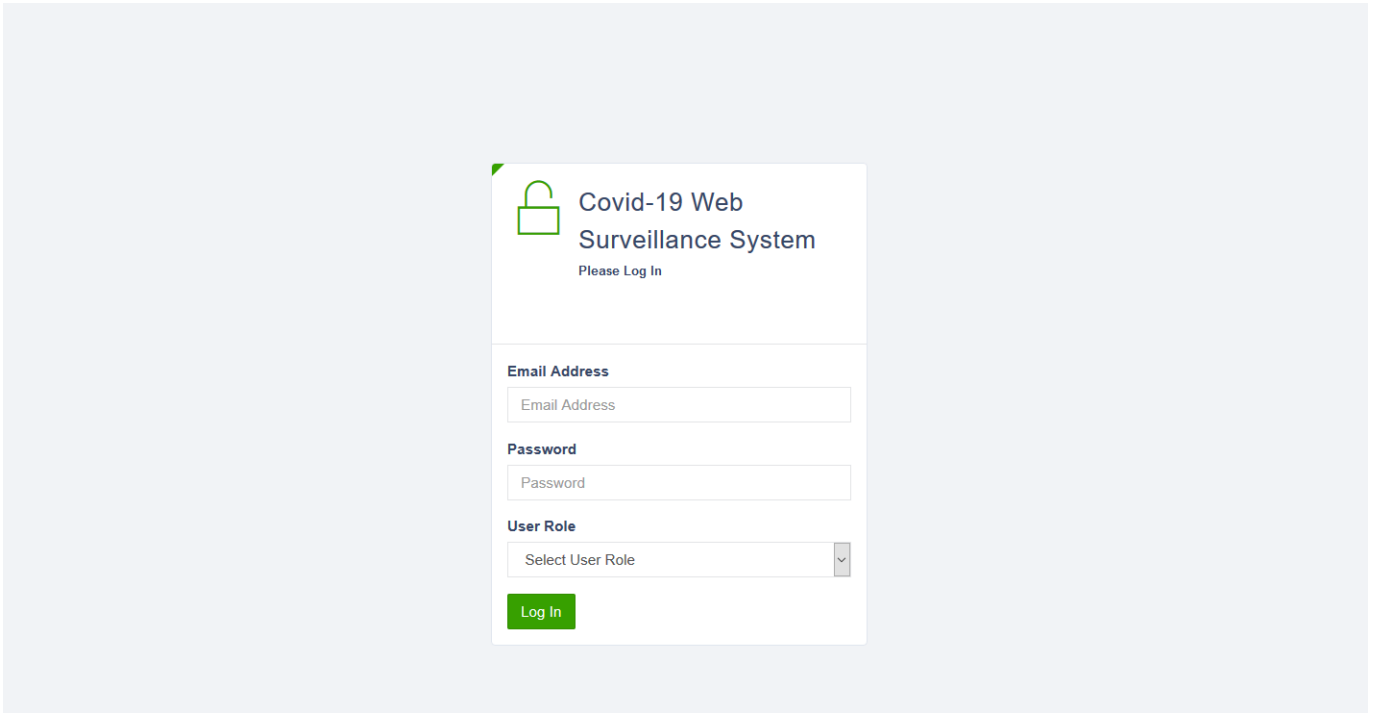 Covid-19 Web
Surveillance System
Please Log In
Email Address
Email Address
Password
Password
User Role
Select User Role
Log In